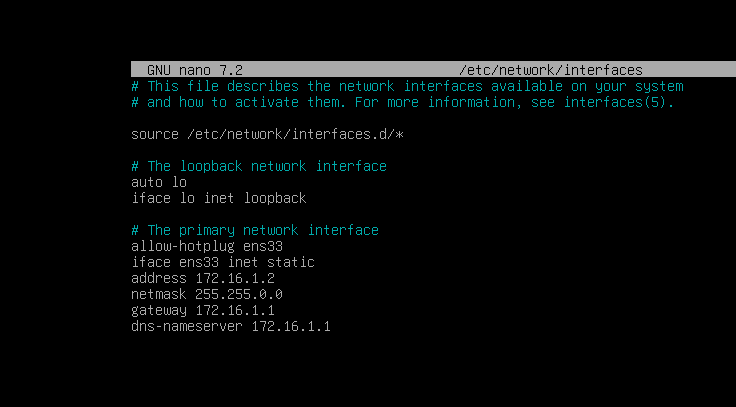 GNU nano 7.2 /etc/network/interfaces
# This file describes the network interfaces available on your system
# and how to activate them. For more information, see interfaces(5).
source /etc/network/interfaces.d/*
# The loopback network interface
auto lo
iface lo inet loopback
# The primary network interface
allow-hotplug ens33
iface ens33 inet static
address 172.16.1.2
netmask 255.255.0.0
gateway 172.16.1.1
dns-nameserver 172.16.1.1